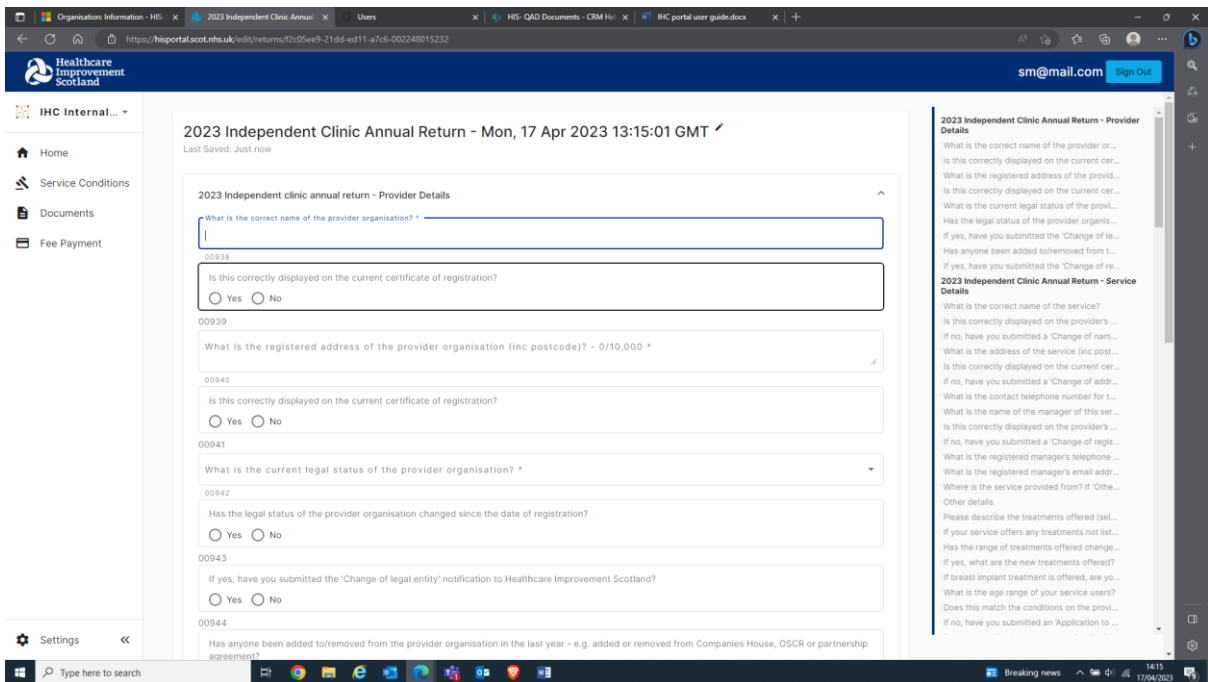 Organisation: Information - HIS:
2023 Independent Clinic Annual
Users
HIS- QAD Documents - CRM Hel
IHC portal user guide.docx
https://hisportal.scot.nhs.uk/edit/returns/f2c05ee9-21dd-ed11-a7c6-002248015232
Healthcare
Improvement
Scotland
sm@mail.com
Sign Out
IHC Internal...
Home
Service Conditions
Documents
Fee Payment
Settings
2023 Independent Clinic Annual Return - Mon, 17 Apr 2023 13:15:01 GMT
Last Saved: Just now
2023 Independent clinic annual return - Provider Details
What is the correct name of the provider organisation? *
00938
Is this correctly displayed on the current certificate of registration?
Yes No
00939
What is the registered address of the provider organisation (inc postcode)? - 0/10,000 *
00940
Is this correctly displayed on the current certificate of registration?
Yes No
00941
What is the current legal status of the provider organisation? *
00942
Has the legal status of the provider organisation changed since the date of registration?
Yes No
00943
If yes, have you submitted the 'Change of legal entity' notification to Healthcare Improvement Scotland?
Yes No
00944
Has anyone been added to/removed from the provider organisation in the last year - e.g. added or removed from Companies House, OSCR or partnership
agreement?
2023 Independent Clinic Annual Return - Provider
Details
What is the correct name of the provider or...
Is this correctly displayed on the current cer...
What is the registered address of the provid...
Is this correctly displayed on the current cer...
What is the current legal status of the provi...
Has the legal status of the provider organis...
If yes, have you submitted the 'Change of le...
Has anyone been added to/removed from t...
If yes, have you submitted the 'Change of re...
2023 Independent Clinic Annual Return - Service
Details
What is the correct name of the service?
Is this correctly displayed on the provider's ...
If no, have you submitted a 'Change of nam...
What is the address of the service (inc post...
Is this correctly displayed on the current cer...
If no, have you submitted a 'Change of addr...
What is the contact telephone number for t...
What is the name of the manager of this ser...
Is this correctly displayed on the provider's ...
If no, have you submitted a 'Change of regis...
What is the registered manager's telephone ...
What is the registered manager's email addr...
Where is the service provided from? If 'Othe...
Other details
Please describe the treatments offered (sel...
If your service offers any treatments not list...
Has the range of treatments offered change...
If yes, what are the new treatments offered?
If breast implant treatment is offered, are yo...
What is the age range of your service users?
Does this match the conditions on the provi...
If no, have you submitted an 'Application to ...
Type here to search
Breaking news
14:15
17/04/2023